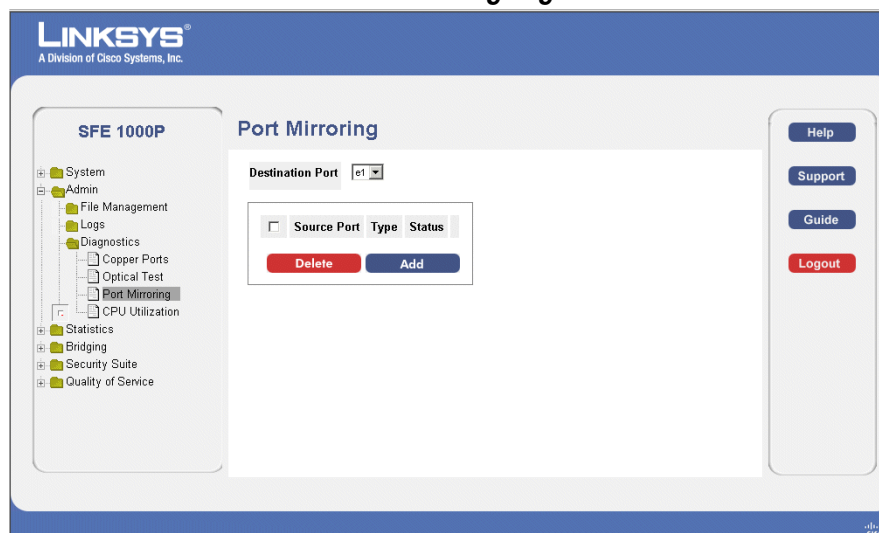 LINKSYS®
A Division of Cisco Systems, Inc.
SFE 1000P
System
Admin
File Management
Logs
Diagnostics
Copper Ports
Optical Test
Port Mirroring
CPU Utilization
Statistics
Bridging
Security Suite
Quality of Service
Port Mirroring
Destination Port e1
Source Port Type Status
Delete Add
Help
Support
Guide
Logout